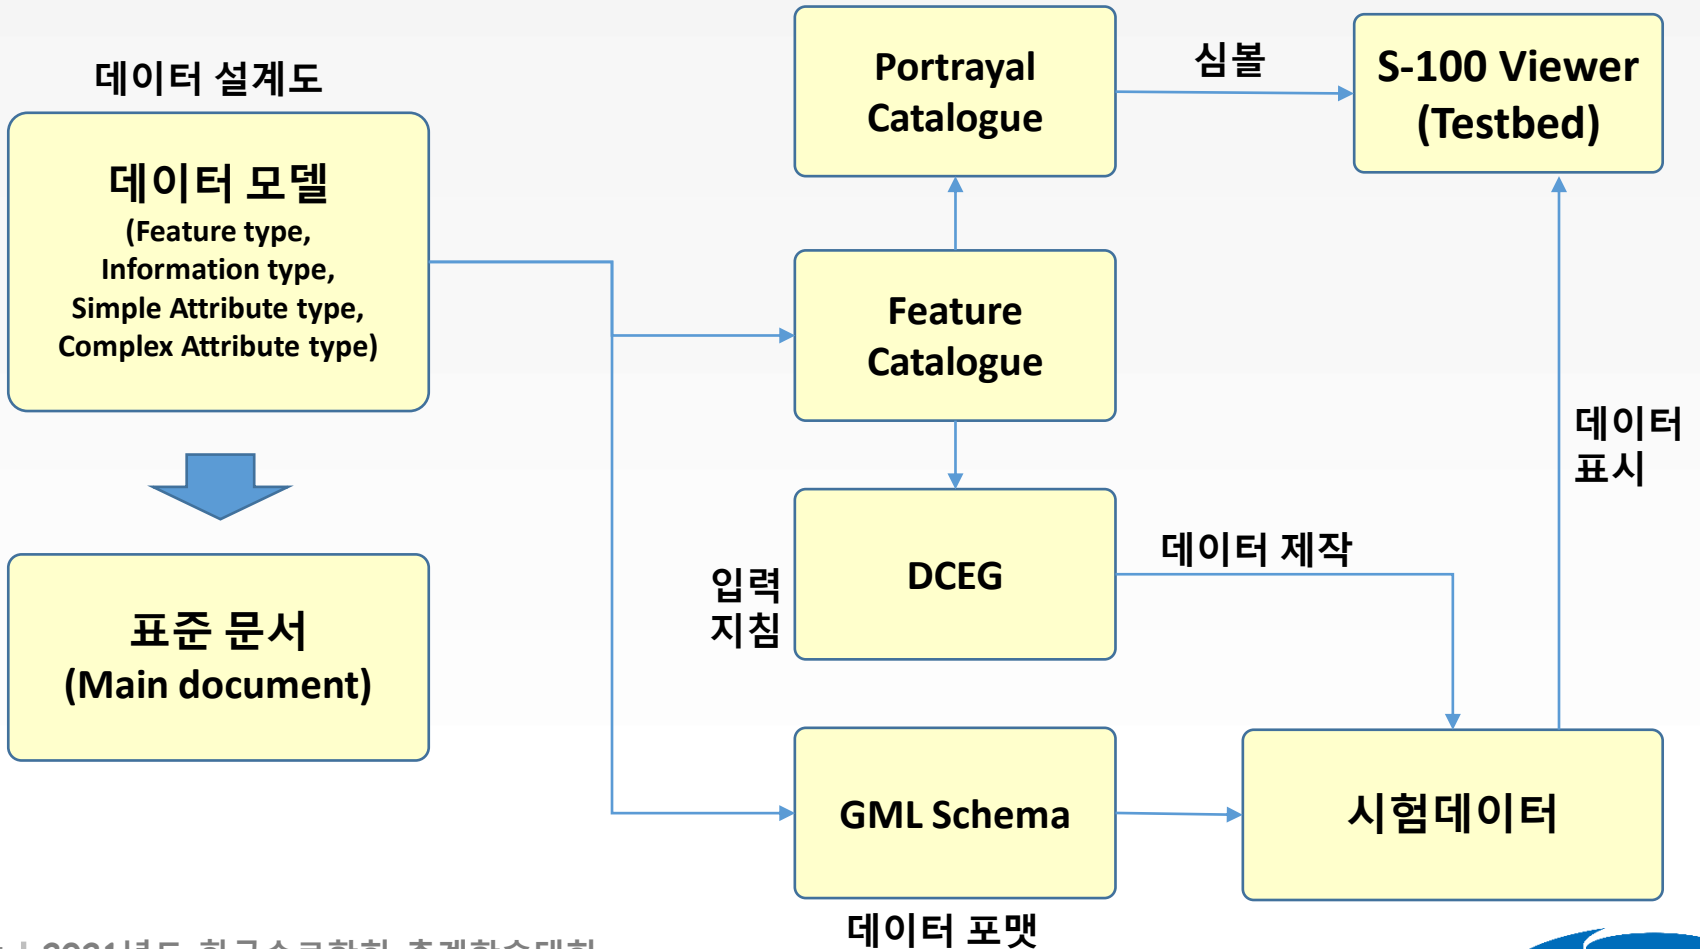 데이터 설계도
데이터 모델
(Feature type,
Information type,
Simple Attribute type,
Complex Attribute type)
표준 문서
(Main document)
Portrayal
Catalogue
심볼
S-100 Viewer
(Testbed)
Feature
Catalogue
데이터
표시
입력
지침
DCEG
데이터 제작
GML Schema
시험데이터
데이터 포맷